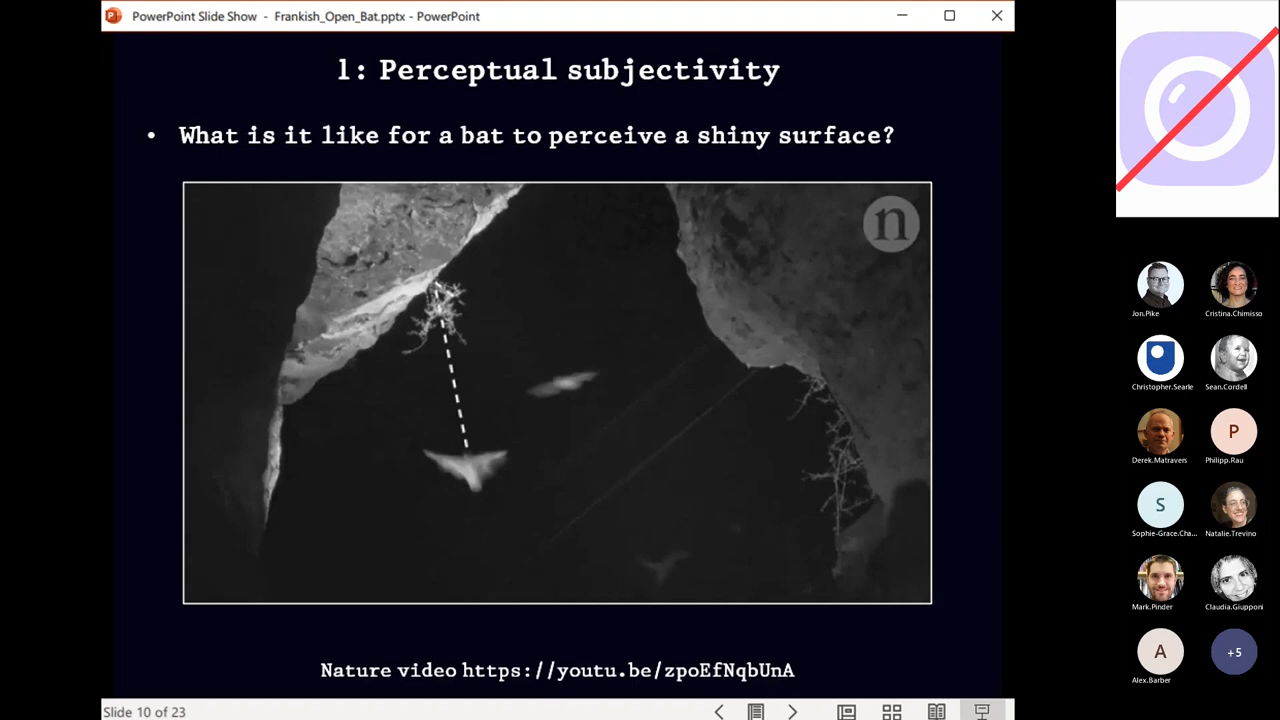 PowerPoint Slide Show - Frankish_Open_Bat.pptx - PowerPoint
1: Perceptual subjectivity
• What is it like for a bat to perceive a shiny surface?
n
Nature video https://youtu.be/zpoEfNqbUnA
Slide 10 of 23
Jon.Pike
Cristina.Chimisso
Christopher.Searle
Sean.Cordell
Derek.Matravers
P
Philipp.Rau
S
Sophie-Grace.Cha...
Natalie.Trevino
Mark.Pinder
Claudia.Giupponi
A
Alex.Barber
+5